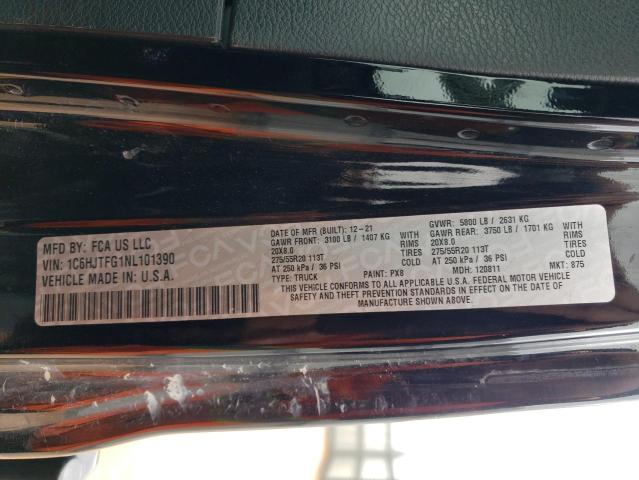 MFD BY: FCA US LLC
VIN: 1C6HJTFG1NL101390
VEHICLE MADE IN: U.S.A.
DATE OF MFR (BUILT): 12-21
GAWR FRONT: 3100 LB / 1407 KG WITH
20X8.0 TIRES
275/55R20 113T RIMS
AT 250 kPa / 36 PSI COLD
TYPE: TRUCK PAINT: PX8
GVWR: 5800 LB / 2631 KG
GAWR REAR: 3750 LB / 1701 KG WITH
20X8.0 TIRES
275/55R20 113T RIMS
AT 250 kPa / 36 PSI COLD
MDH: 120811 MKT: 875
THIS VEHICLE CONFORMS TO ALL APPLICABLE U.S.A. FEDERAL MOTOR VEHICLE
SAFETY AND THEFT PREVENTION STANDARDS IN EFFECT ON THE DATE OF
MANUFACTURE SHOWN ABOVE.